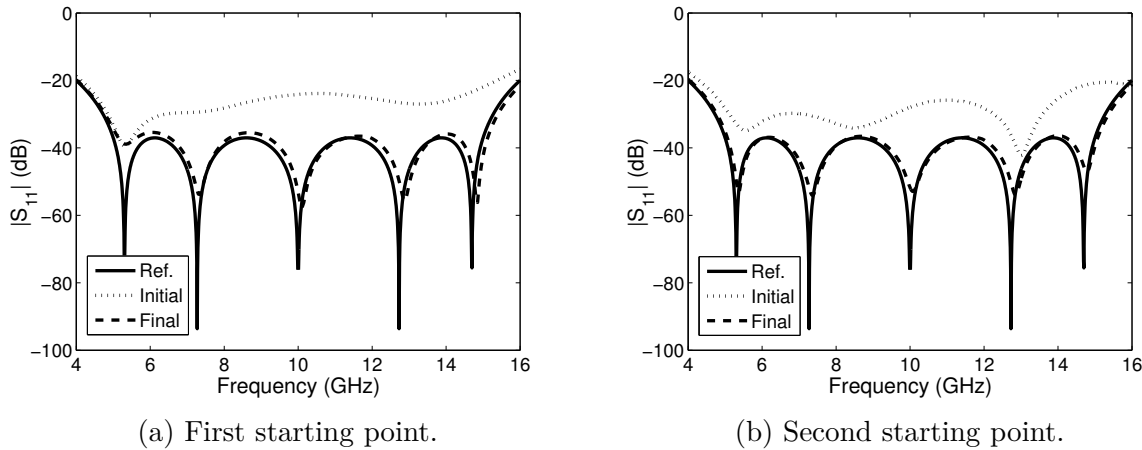 0
−20
−40
−60
−80
−100
|S11| (dB)
Ref.
Initial
Final
4 6 8 10 12 14 16
Frequency (GHz)
(a) First starting point.
0
−20
−40
−60
−80
−100
|S11| (dB)
Ref.
Initial
Final
4 6 8 10 12 14 16
Frequency (GHz)
(b) Second starting point.